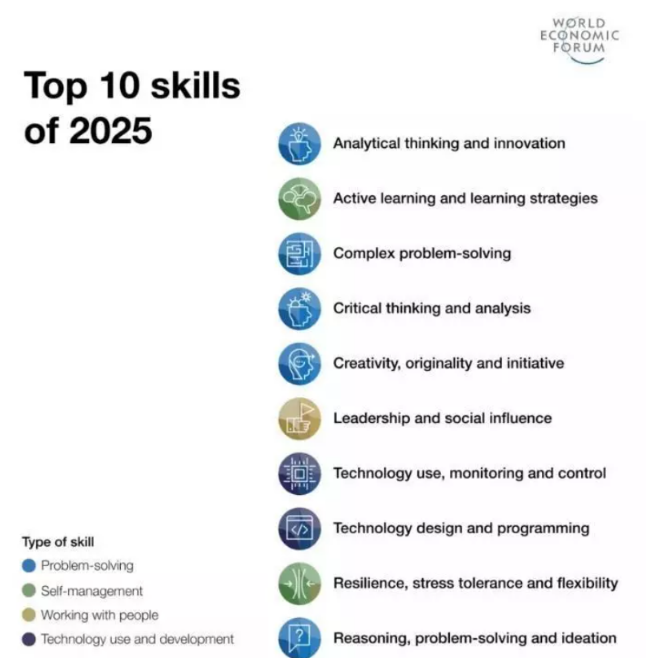 WORLD
ECONOMIC
FORUM
Top 10 skills
of 2025
Analytical thinking and innovation
Active learning and learning strategies
Complex problem-solving
Critical thinking and analysis
Creativity, originality and initiative
Leadership and social influence
Technology use, monitoring and control
Technology design and programming
Resilience, stress tolerance and flexibility
Reasoning, problem-solving and ideation
Type of skill
Problem-solving
Self-management
Working with people
Technology use and development